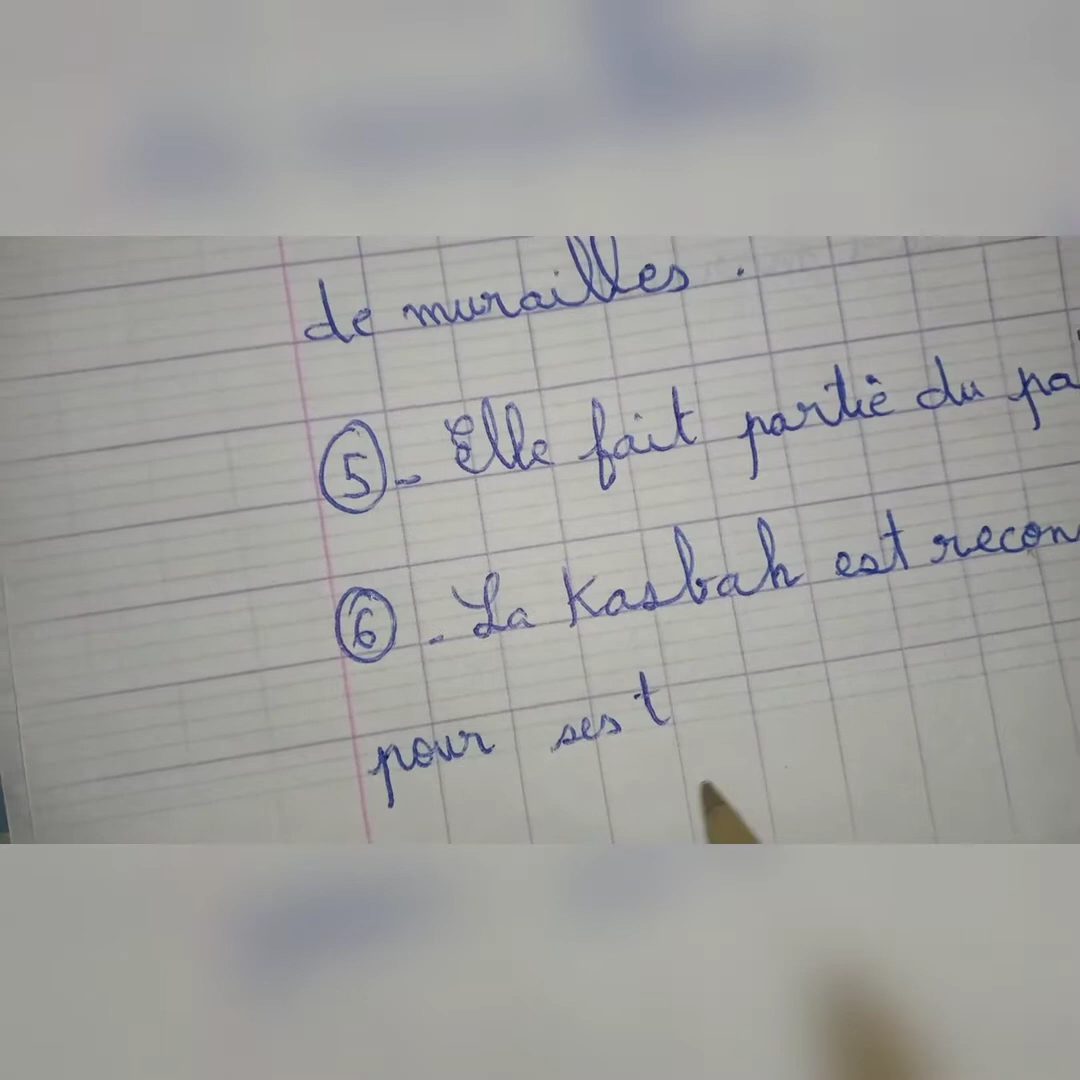 de murailles.
5- Elle fait partie du pa
6- La Kasbah est recon
pour ses t